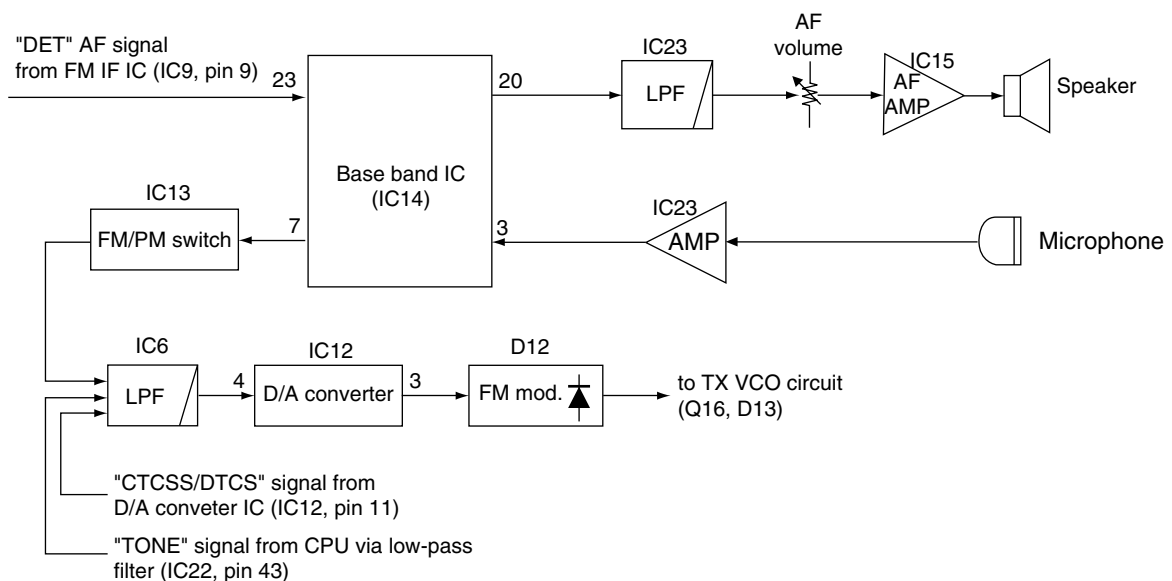 "DET" AF signal
from FM IF IC (IC9, pin 9)
23
Base band IC
(IC14)
20
IC23
LPF
AF
volume
IC15
AF
AMP
Speaker
IC13
FM/PM switch
7
3
IC23
AMP
Microphone
IC6
LPF
4
IC12
D/A converter
3
D12
FM mod.
to TX VCO circuit
(Q16, D13)
"CTCSS/DTCS" signal from
D/A conveter IC (IC12, pin 11)
"TONE" signal from CPU via low-pass
filter (IC22, pin 43)